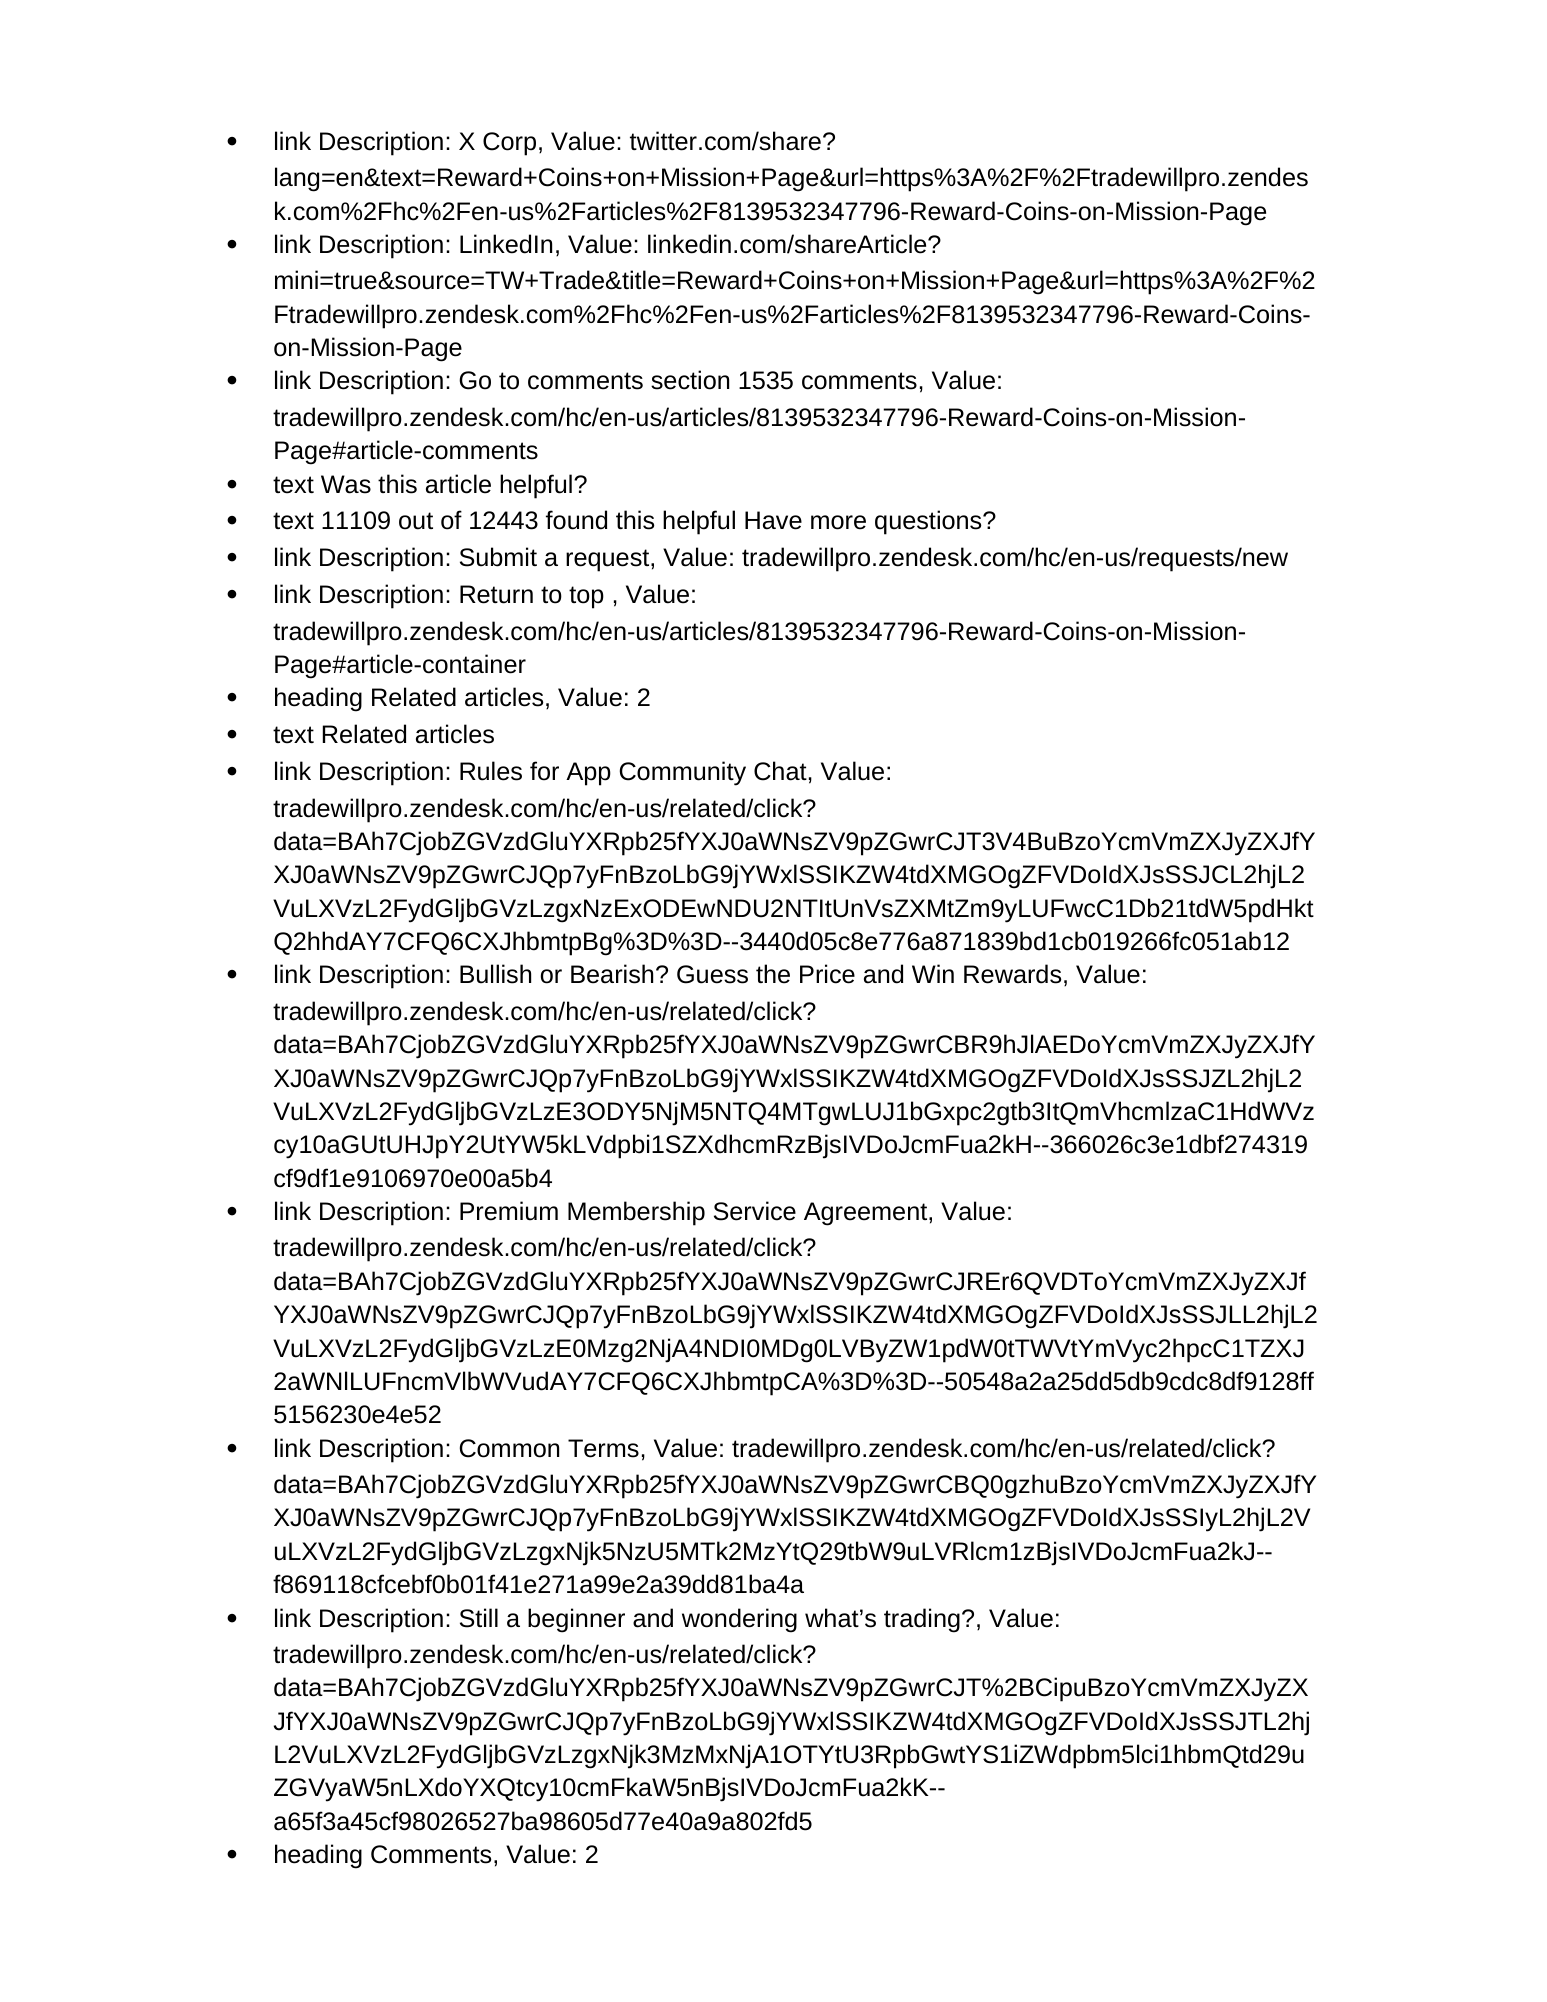 link Description: X Corp, Value: twitter.com/share?
lang=en&text=Reward+Coins+on+Mission+Page&url=https%3A%2F%2Ftradewillpro.zendes
k.com%2Fhc%2Fen-us%2Farticles%2F8139532347796-Reward-Coins-on-Mission-Page
link Description: LinkedIn, Value: linkedin.com/shareArticle?
mini=true&source=TW+Trade&title=Reward+Coins+on+Mission+Page&url=https%3A%2F%2
Ftradewillpro.zendesk.com%2Fhc%2Fen-us%2Farticles%2F8139532347796-Reward-Coins-
on-Mission-Page
link Description: Go to comments section 1535 comments, Value:
tradewillpro.zendesk.com/hc/en-us/articles/8139532347796-Reward-Coins-on-Mission-
Page#article-comments
text Was this article helpful?
text 11109 out of 12443 found this helpful Have more questions?
link Description: Submit a request, Value: tradewillpro.zendesk.com/hc/en-us/requests/new
link Description: Return to top , Value:
tradewillpro.zendesk.com/hc/en-us/articles/8139532347796-Reward-Coins-on-Mission-
Page#article-container
heading Related articles, Value: 2
text Related articles
link Description: Rules for App Community Chat, Value:
tradewillpro.zendesk.com/hc/en-us/related/click?
data=BAh7CjobZGVzdGluYXRpb25fYXJ0aWNsZV9pZGwrCJT3V4BuBzoYcmVmZXJyZXJfY
XJ0aWNsZV9pZGwrCJQp7yFnBzoLbG9jYWxlSSIKZW4tdXMGOgZFVDoIdXJsSSJCL2hjL2
VuLXVzL2FydGljbGVzLzgxNzExODEwNDU2NTItUnVsZXMtZm9yLUFwcC1Db21tdW5pdHkt
Q2hhdAY7CFQ6CXJhbmtpBg%3D%3D--3440d05c8e776a871839bd1cb019266fc051ab12
link Description: Bullish or Bearish? Guess the Price and Win Rewards, Value:
tradewillpro.zendesk.com/hc/en-us/related/click?
data=BAh7CjobZGVzdGluYXRpb25fYXJ0aWNsZV9pZGwrCBR9hJlAEDoYcmVmZXJyZXJfY
XJ0aWNsZV9pZGwrCJQp7yFnBzoLbG9jYWxlSSIKZW4tdXMGOgZFVDoIdXJsSSJZL2hjL2
VuLXVzL2FydGljbGVzLzE3ODY5NjM5NTQ4MTgwLUJ1bGxpc2gtb3ItQmVhcmlzaC1HdWVz
cy10aGUtUHJpY2UtYW5kLVdpbi1SZXdhcmRzBjsIVDoJcmFua2kH--366026c3e1dbf274319
cf9df1e9106970e00a5b4
link Description: Premium Membership Service Agreement, Value:
tradewillpro.zendesk.com/hc/en-us/related/click?
data=BAh7CjobZGVzdGluYXRpb25fYXJ0aWNsZV9pZGwrCJREr6QVDToYcmVmZXJyZXJf
YXJ0aWNsZV9pZGwrCJQp7yFnBzoLbG9jYWxlSSIKZW4tdXMGOgZFVDoIdXJsSSJLL2hjL2
VuLXVzL2FydGljbGVzLzE0Mzg2NjA4NDI0MDg0LVByZW1pdW0tTWVtYmVyc2hpcC1TZXJ
2aWNlLUFncmVlbWVudAY7CFQ6CXJhbmtpCA%3D%3D--50548a2a25dd5db9cdc8df9128ff
5156230e4e52
link Description: Common Terms, Value: tradewillpro.zendesk.com/hc/en-us/related/click?
data=BAh7CjobZGVzdGluYXRpb25fYXJ0aWNsZV9pZGwrCBQ0gzhuBzoYcmVmZXJyZXJfY
XJ0aWNsZV9pZGwrCJQp7yFnBzoLbG9jYWxlSSIKZW4tdXMGOgZFVDoIdXJsSSIyL2hjL2V
uLXVzL2FydGljbGVzLzgxNjk5NzU5MTk2MzYtQ29tbW9uLVRlcm1zBjsIVDoJcmFua2kJ--
f869118cfcebf0b01f41e271a99e2a39dd81ba4a
link Description: Still a beginner and wondering what’s trading?, Value:
tradewillpro.zendesk.com/hc/en-us/related/click?
data=BAh7CjobZGVzdGluYXRpb25fYXJ0aWNsZV9pZGwrCJT%2BCipuBzoYcmVmZXJyZX
JfYXJ0aWNsZV9pZGwrCJQp7yFnBzoLbG9jYWxlSSIKZW4tdXMGOgZFVDoIdXJsSSJTL2hj
L2VuLXVzL2FydGljbGVzLzgxNjk3MzMxNjA1OTYtU3RpbGwtYS1iZWdpbm5lci1hbmQtd29u
ZGVyaW5nLXdoYXQtcy10cmFkaW5nBjsIVDoJcmFua2kK--
a65f3a45cf98026527ba98605d77e40a9a802fd5
heading Comments, Value: 2